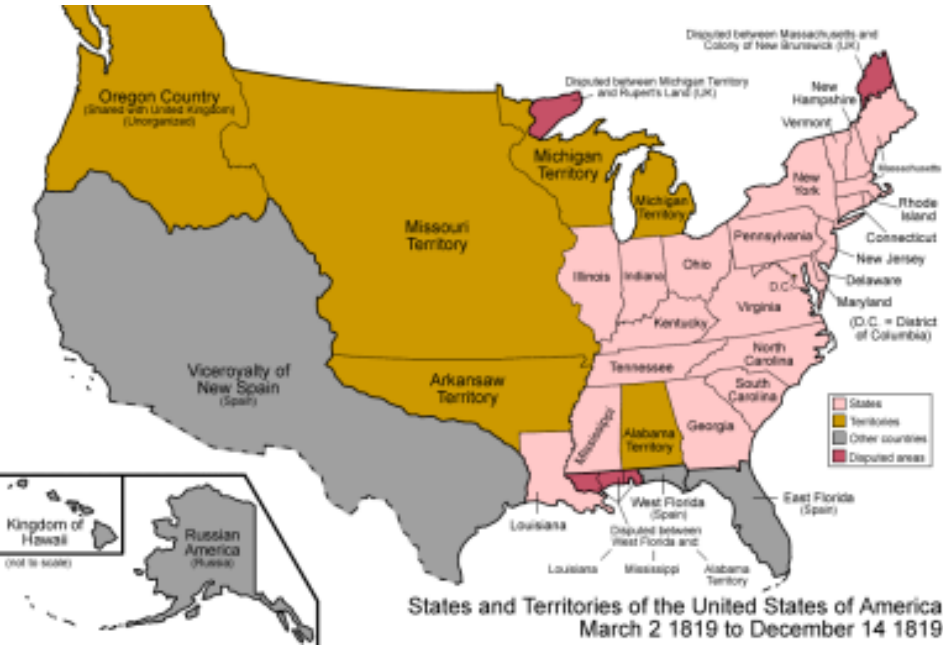 Disputed between Massachusetts and
Colony of New Brunswick (UK)
Disputed between Michigan Territory
and Rupert's Land (UK)
New
Hampshire
Vermont
Oregon Country
(Shared with United Kingdom)
(Unorganized)
Michigan
Territory
Massachusetts
New
York
Michigan
Territory
Rhode
Island
Missouri
Territory
Pennsylvania
Connecticut
New Jersey
Illinois
Indiana
Ohio
Delaware
D.C.
Maryland
Virginia
(D.C. = District
of Columbia)
Kentucky
North
Carolina
Tennessee
Viceroyalty of
New Spain
(Spain)
Arkansaw
Territory
South
Carolina
States
Territories
Other countries
Disputed areas
Mississippi
Alabama
Territory
Georgia
East Florida
(Spain)
West Florida
(Spain)
Louisiana
Disputed between
West Florida and
Louisiana
Mississippi
Alabama
Territory
Kingdom of
Hawaii
(not to scale)
Russian
America
(Russia)
States and Territories of the United States of America
March 2 1819 to December 14 1819